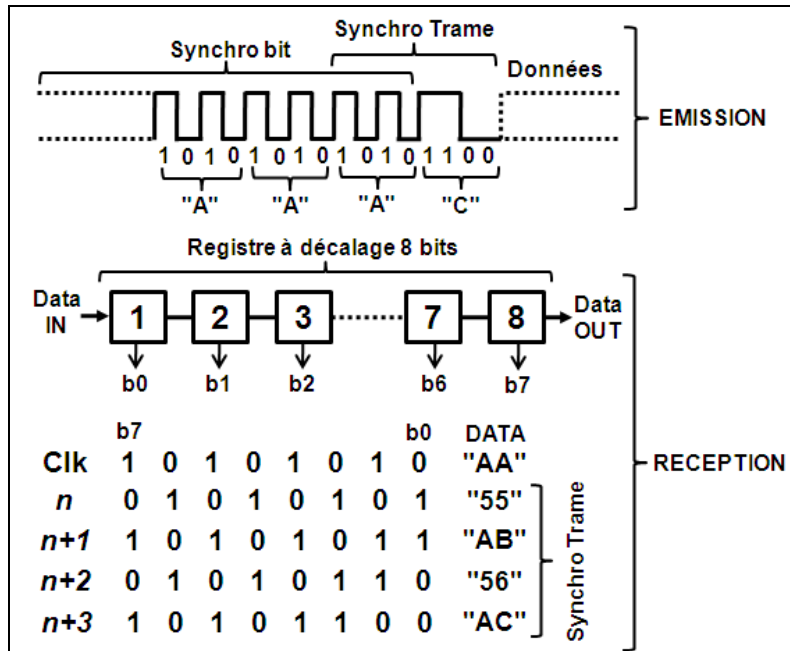 Synchro Trame
Synchro bit
Données
EMISSION
1 0 1 0 1 0 1 0 1 0 1 0 1 1 0 0
"A" "A" "A" "C"
Registre à décalage 8 bits
Data IN
1 2 3 7 8
Data OUT
b0 b1 b2 b6 b7
b7 b0 DATA
Clk 1 0 1 0 1 0 1 0 "AA"
n 0 1 0 1 0 1 0 1 "55"
n+1 1 0 1 0 1 0 1 1 "AB"
n+2 0 1 0 1 0 1 1 0 "56"
n+3 1 0 1 0 1 1 0 0 "AC"
Synchro Trame
RECEPTION